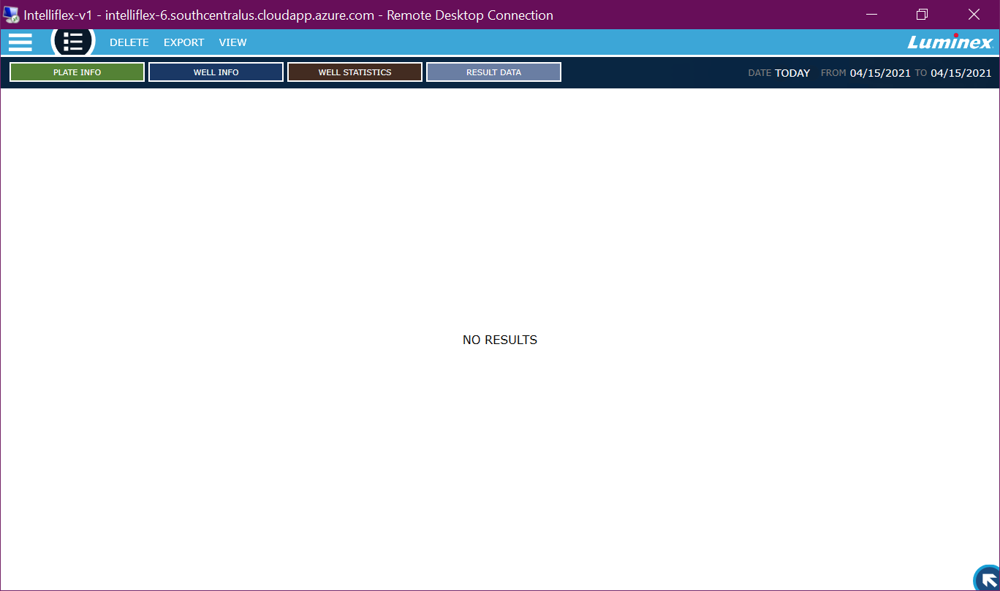 Intelliflex-v1 - intelliflex-6.southcentralus.cloudapp.azure.com - Remote Desktop Connection
DELETE EXPORT VIEW Luminex
PLATE INFO WELL INFO WELL STATISTICS RESULT DATA DATE TODAY FROM 04/15/2021 TO 04/15/2021
NO RESULTS